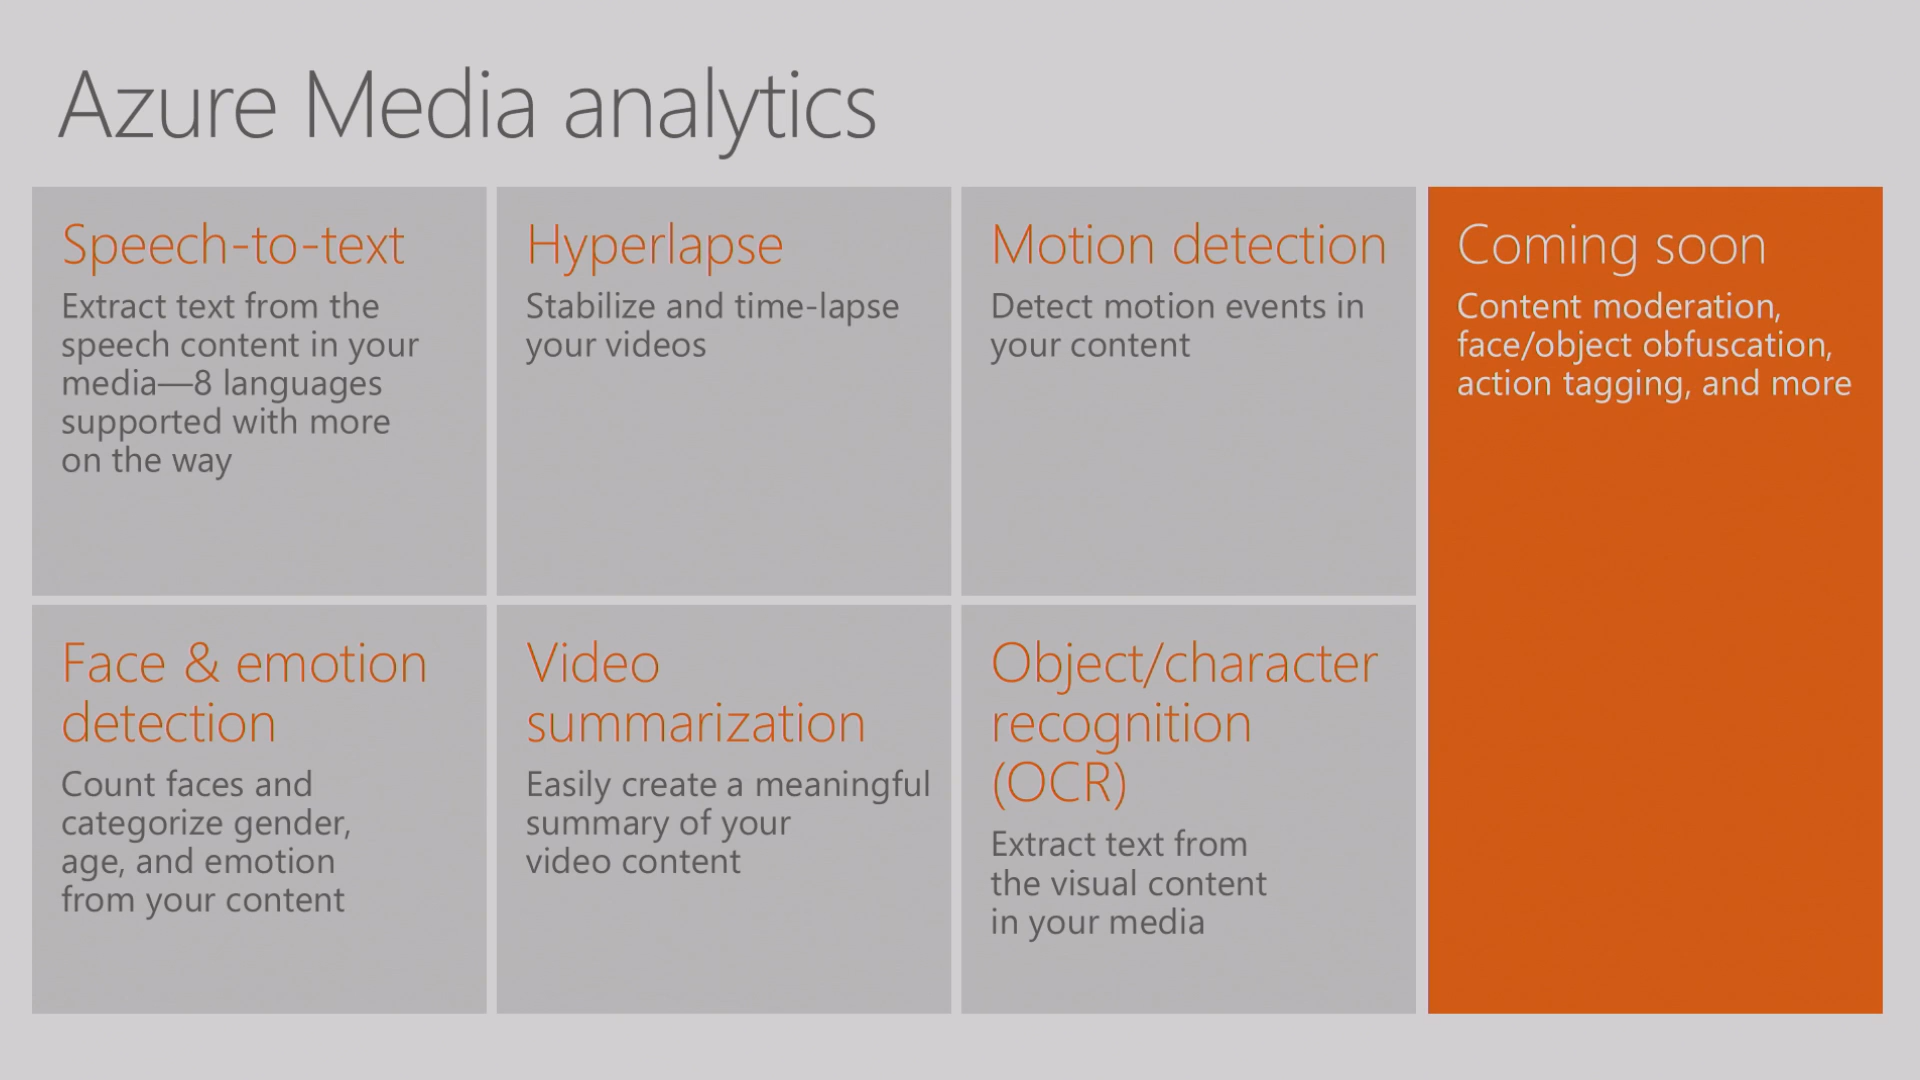 Azure Media analytics
Speech-to-text
Extract text from the
speech content in your
media—8 languages
supported with more
on the way
Hyperlapse
Stabilize and time-lapse
your videos
Motion detection
Detect motion events in
your content
Coming soon
Content moderation,
face/object obfuscation,
action tagging, and more
Face & emotion
detection
Count faces and
categorize gender,
age, and emotion
from your content
Video
summarization
Easily create a meaningful
summary of your
video content
Object/character
recognition
(OCR)
Extract text from
the visual content
in your media